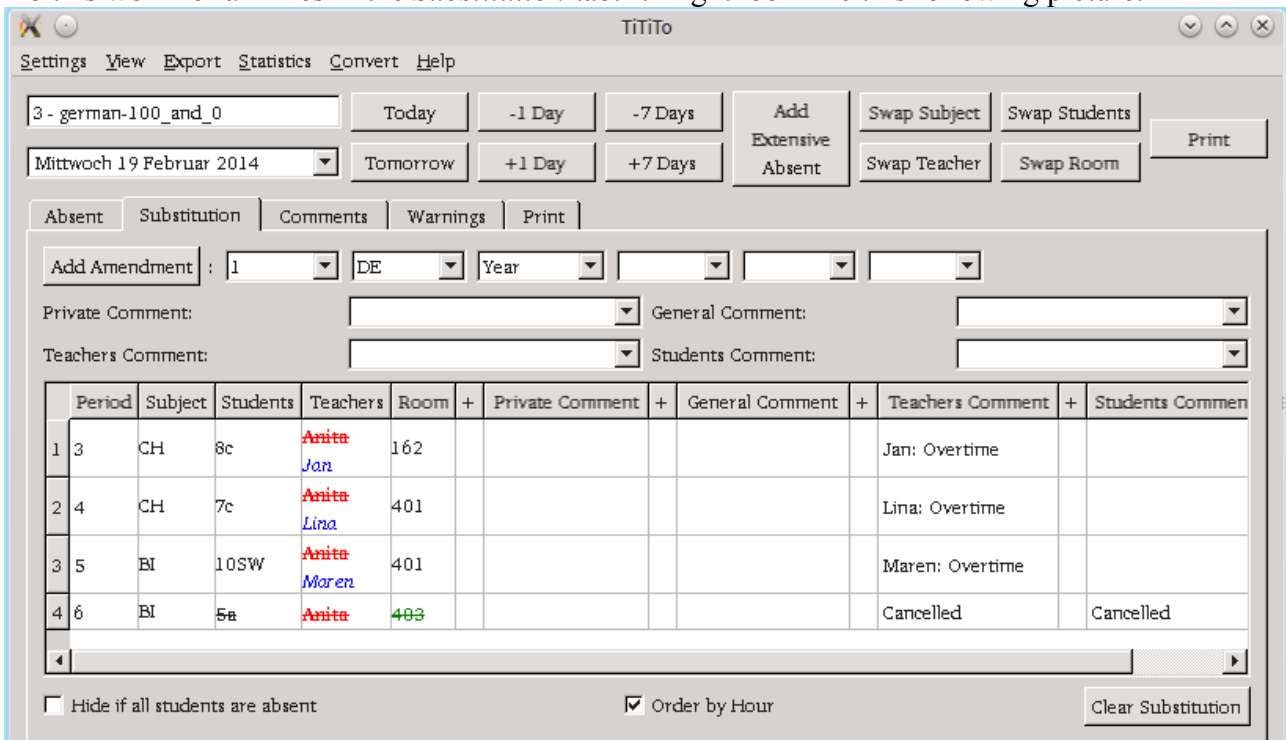 TiTiTo
Settings View Export Statistics Convert Help
3 - german-100_and_0 Today -1 Day -7 Days Add Extensive Absent Swap Subject Swap Students Print
Mittwoch 19 Februar 2014 Tomorrow +1 Day +7 Days Swap Teacher Swap Room
Absent Substitution Comments Warnings Print
Add Amendment : 1 DE Year
Private Comment: General Comment:
Teachers Comment: Students Comment:
Period Subject Students Teachers Room + Private Comment + General Comment + Teachers Comment + Students Commen
1 3 CH 8c Anita Jan 162 Jan: Overtime
2 4 CH 7c Anita Lina 401 Lina: Overtime
3 5 BI 10SW Anita Maren 401 Maren: Overtime
4 6 BI 5a Anita 403 Cancelled Cancelled
Hide if all students are absent Order by Hour Clear Substitution